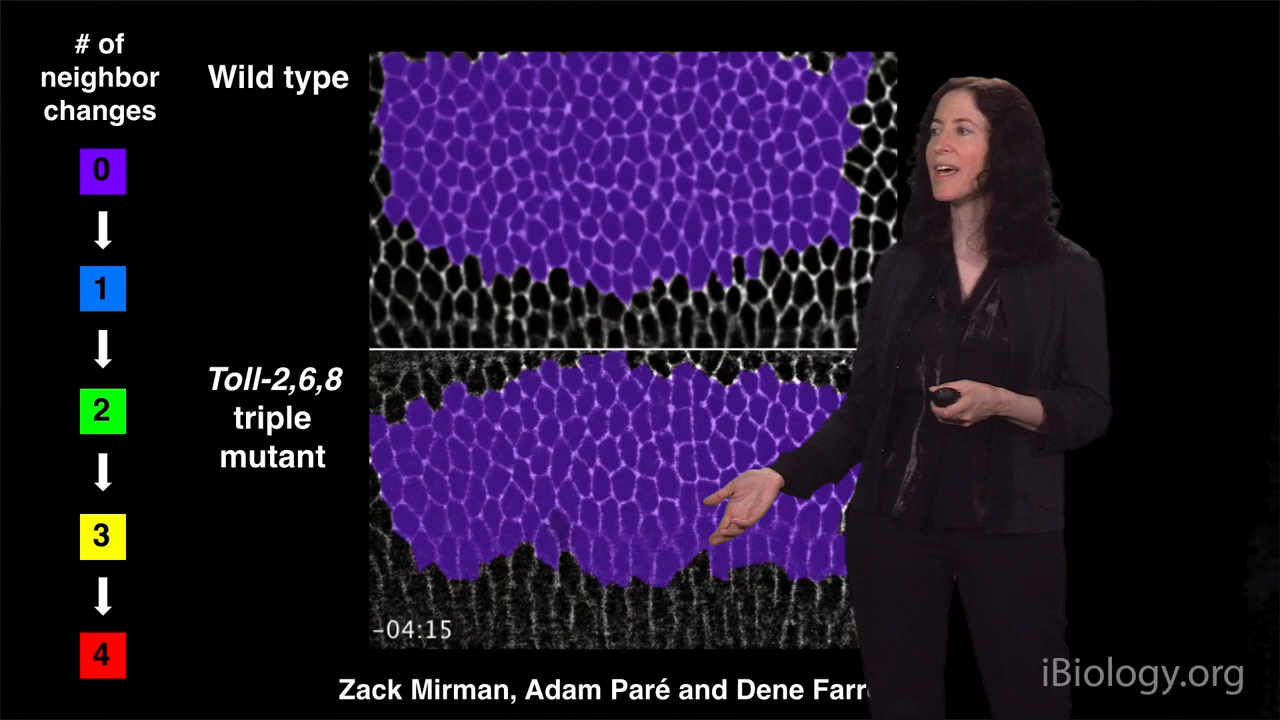 # of
neighbor
changes
0
1
2
3
4
Wild type
Toll-2,6,8
triple
mutant
-04:15
Zack Mirman, Adam Paré and Dene
iBiology.org